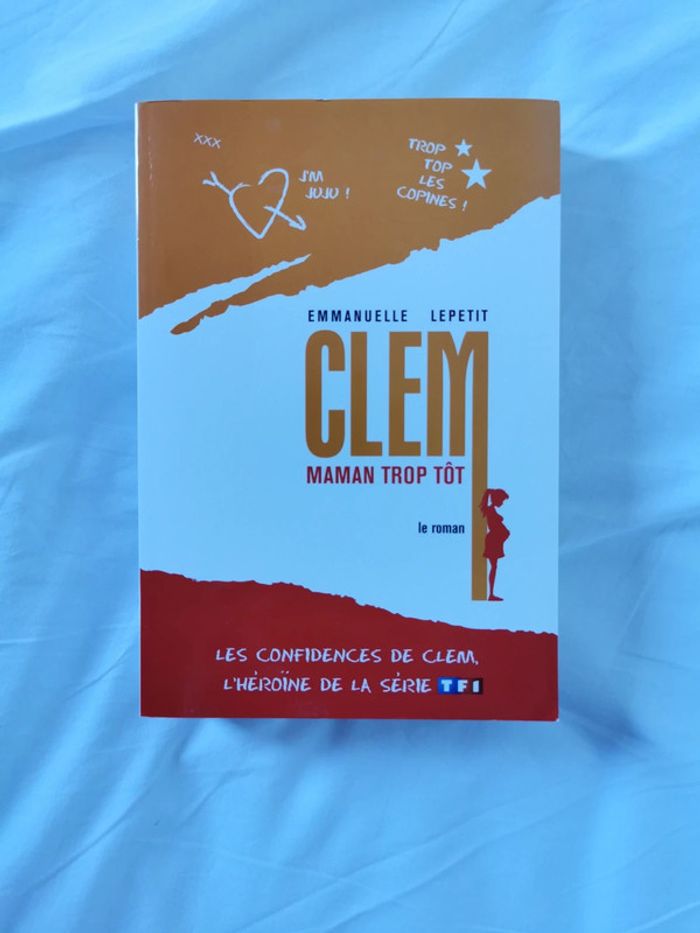 xxx
J'M
JUJU !
TROP
TOP
LES
COPINES !
EMMANUELLE LEPETIT
CLEM
MAMAN TROP TÔT
le roman
LES CONFIDENCES DE CLEM,
L'HÉROÏNE DE LA SÉRIE TF1